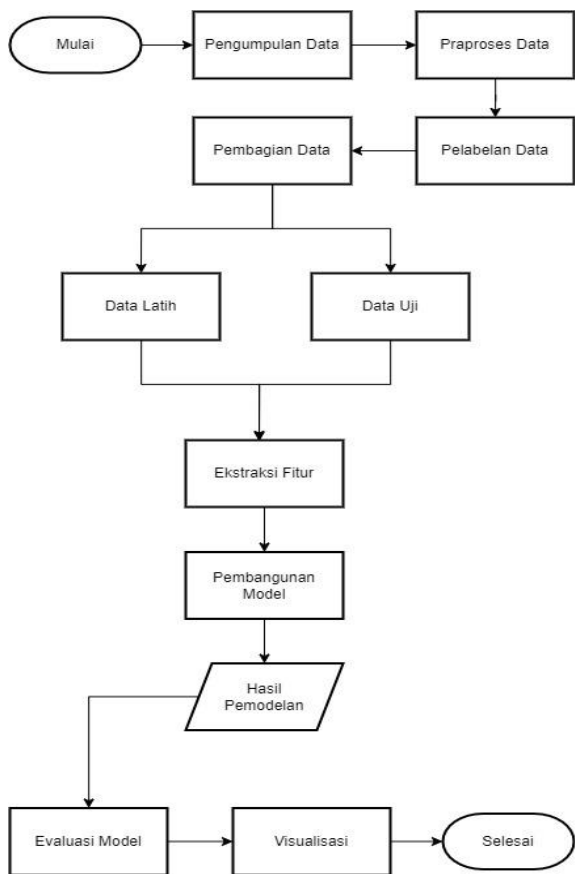 Mulai
Pengumpulan Data
Praproses Data
Pelabelan Data
Pembagian Data
Data Latih
Data Uji
Ekstraksi Fitur
Pembangunan
Model
Hasil
Pemodelan
Evaluasi Model
Visualisasi
Selesai